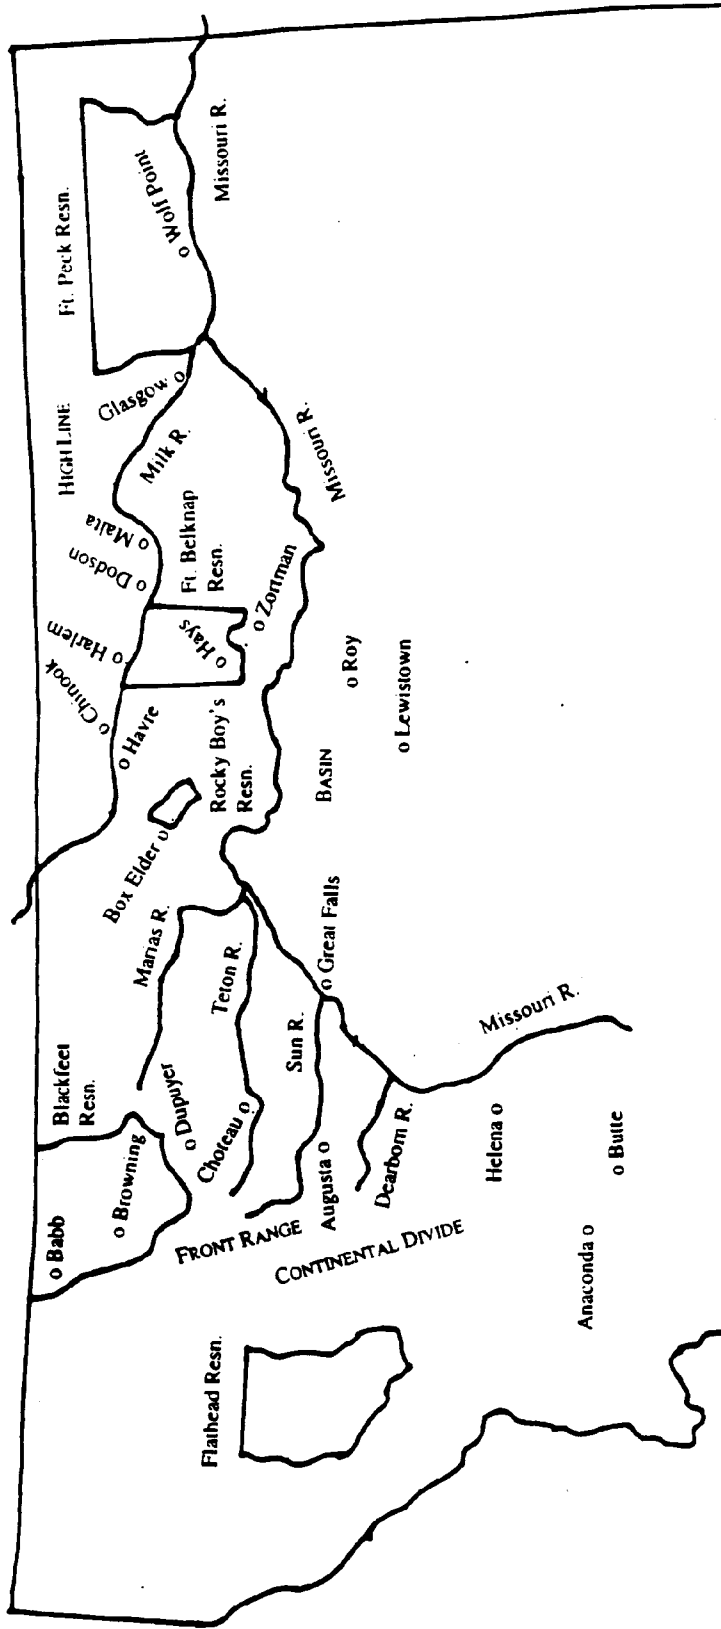 Babb
Browning
Blackfeet
Resn.
Dupuyer
Choteau
Marias R.
Teton R.
Sun R.
Augusta
Dearborn R.
FRONT RANGE
CONTINENTAL DIVIDE
Flathead Resn.
Helena
Butte
Anaconda
Missouri R.
Great Falls
Box Elder
Rocky Boy's
Resn.
BASIN
Havre
Chinook
Harlem
Dodson
Malta
HIGH LINE
Milk R.
Glasgow
Ft. Belknap
Resn.
Hays
Zortman
Roy
Lewistown
Missouri R.
Ft. Peck Resn.
Wolf Point
Missouri R.